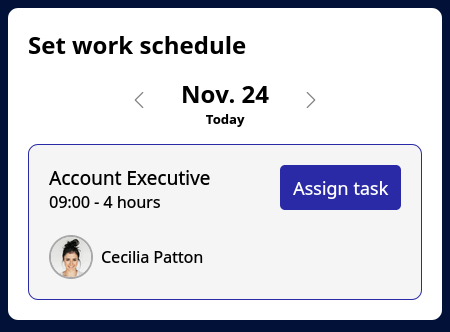 Set work schedule
Nov. 24
Today
Account Executive
Assign task
09:00 - 4 hours
Cecilia Patton